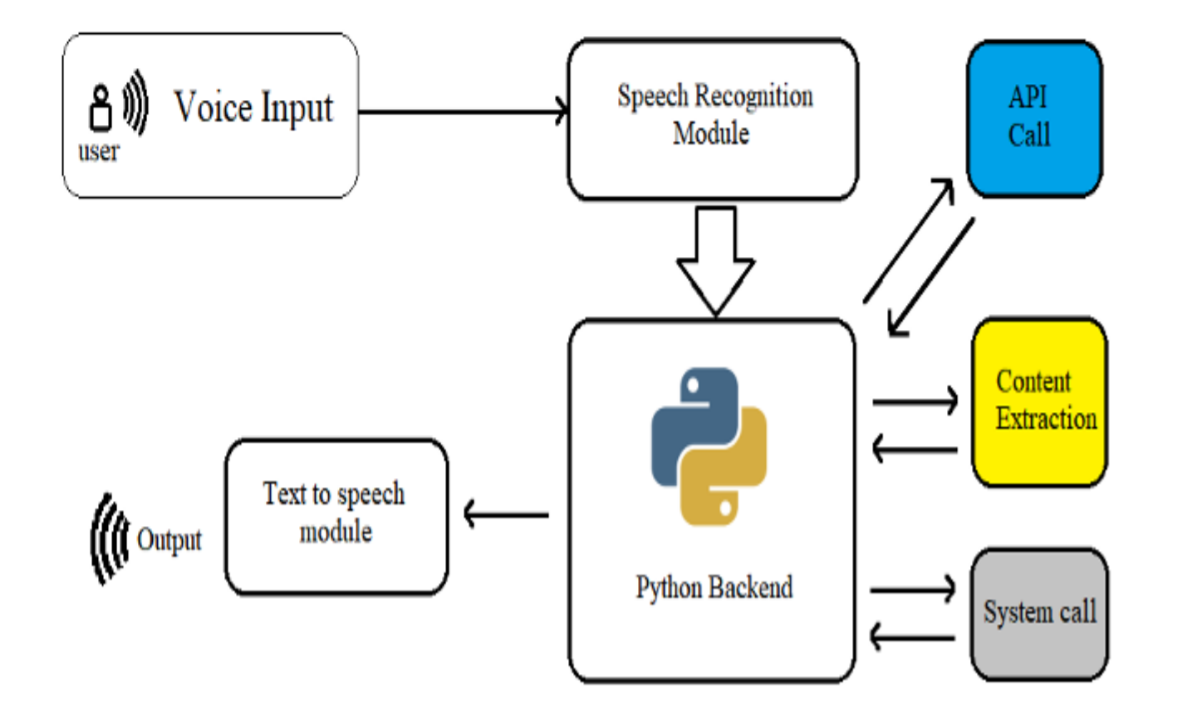 Voice Input
user
Speech Recognition
Module
API
Call
Content
Extraction
Python Backend
System call
Text to speech
module
Output